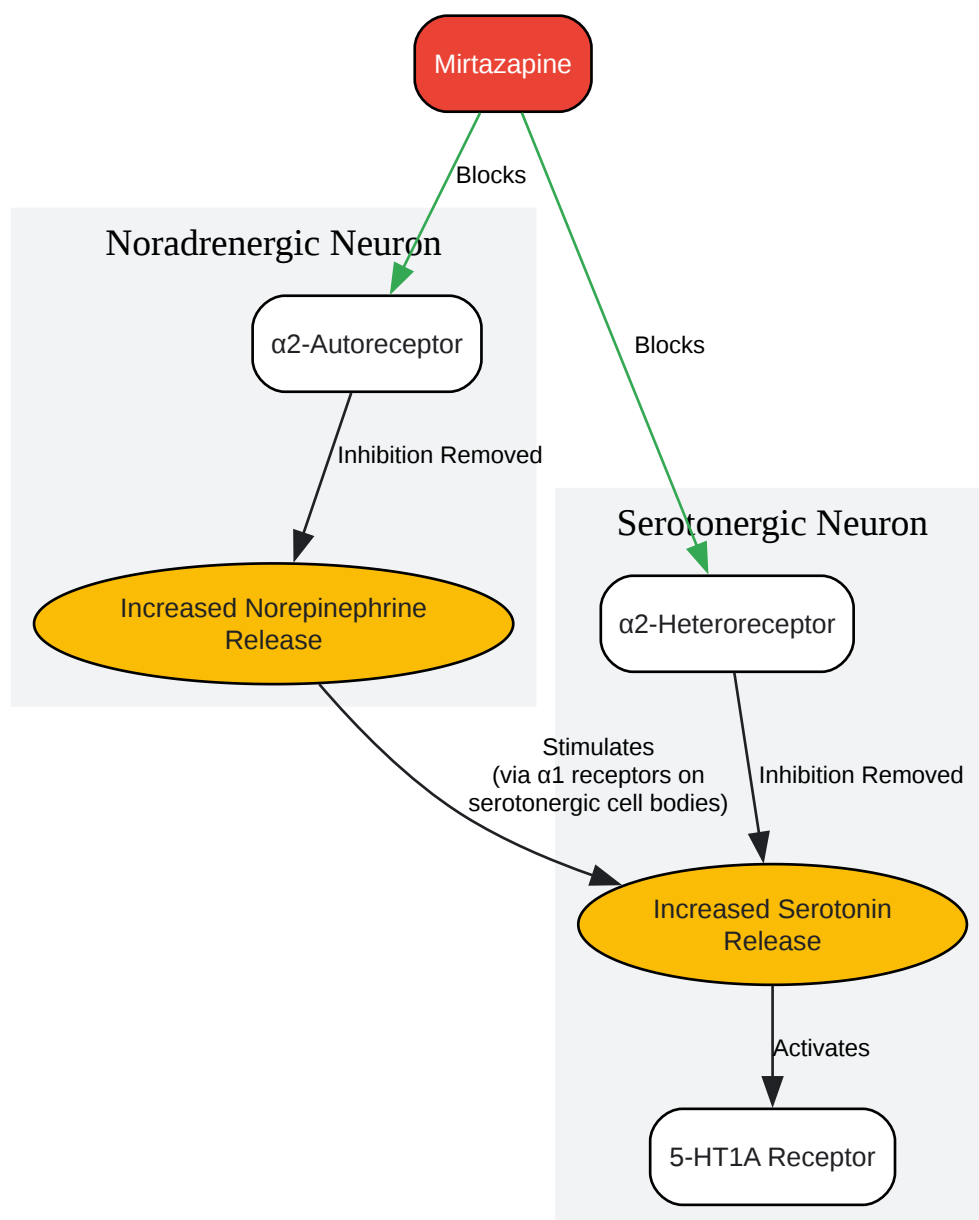 Mirtazapine
Blocks
Noradrenergic Neuron
α2-Autoreceptor
Blocks
Inhibition Removed
Serotonergic Neuron
Increased Norepinephrine
Release
α2-Heteroreceptor
Stimulates
(via α1 receptors on
serotonergic cell bodies)
Inhibition Removed
Increased Serotonin
Release
Activates
5-HT1A Receptor